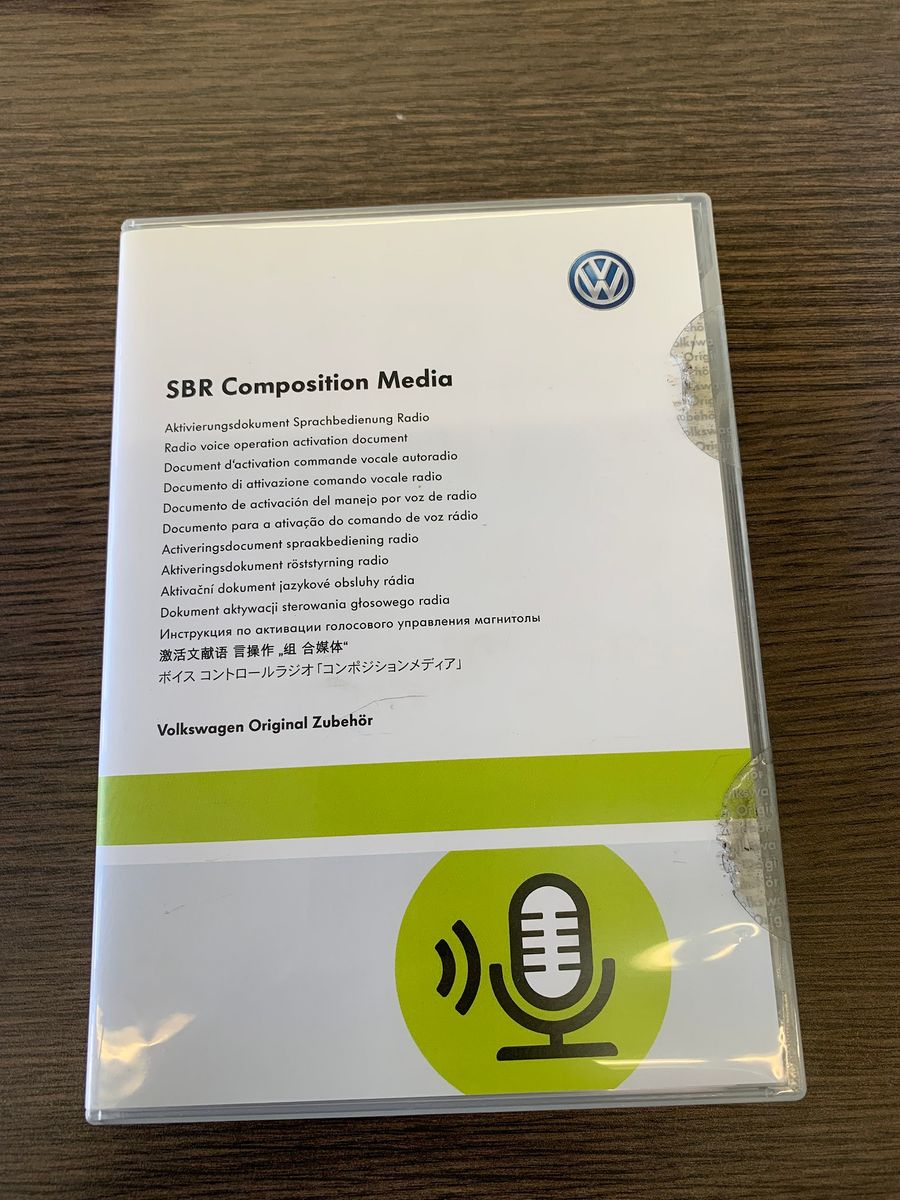 SBR Composition Media
Aktivierungsdokument Sprachbedienung Radio
Radio voice operation activation document
Document d'activation commande vocale autoradio
Documento di attivazione comando vocale radio
Documento de activación del manejo por voz de radio
Documento para a ativação do comando de voz rádio
Activeringsdocument spraakbediening radio
Aktiveringsdokument röststyrning radio
Aktivační dokument jazykové obsluhy rádia
Dokument aktywacji sterowania głosowego radia
Инструкция по активации голосового управления магнитолы
激活文献语 言操作 „组 合媒体“
ボイス コントロールラジオ「コンポジションメディア」
Volkswagen Original Zubehör